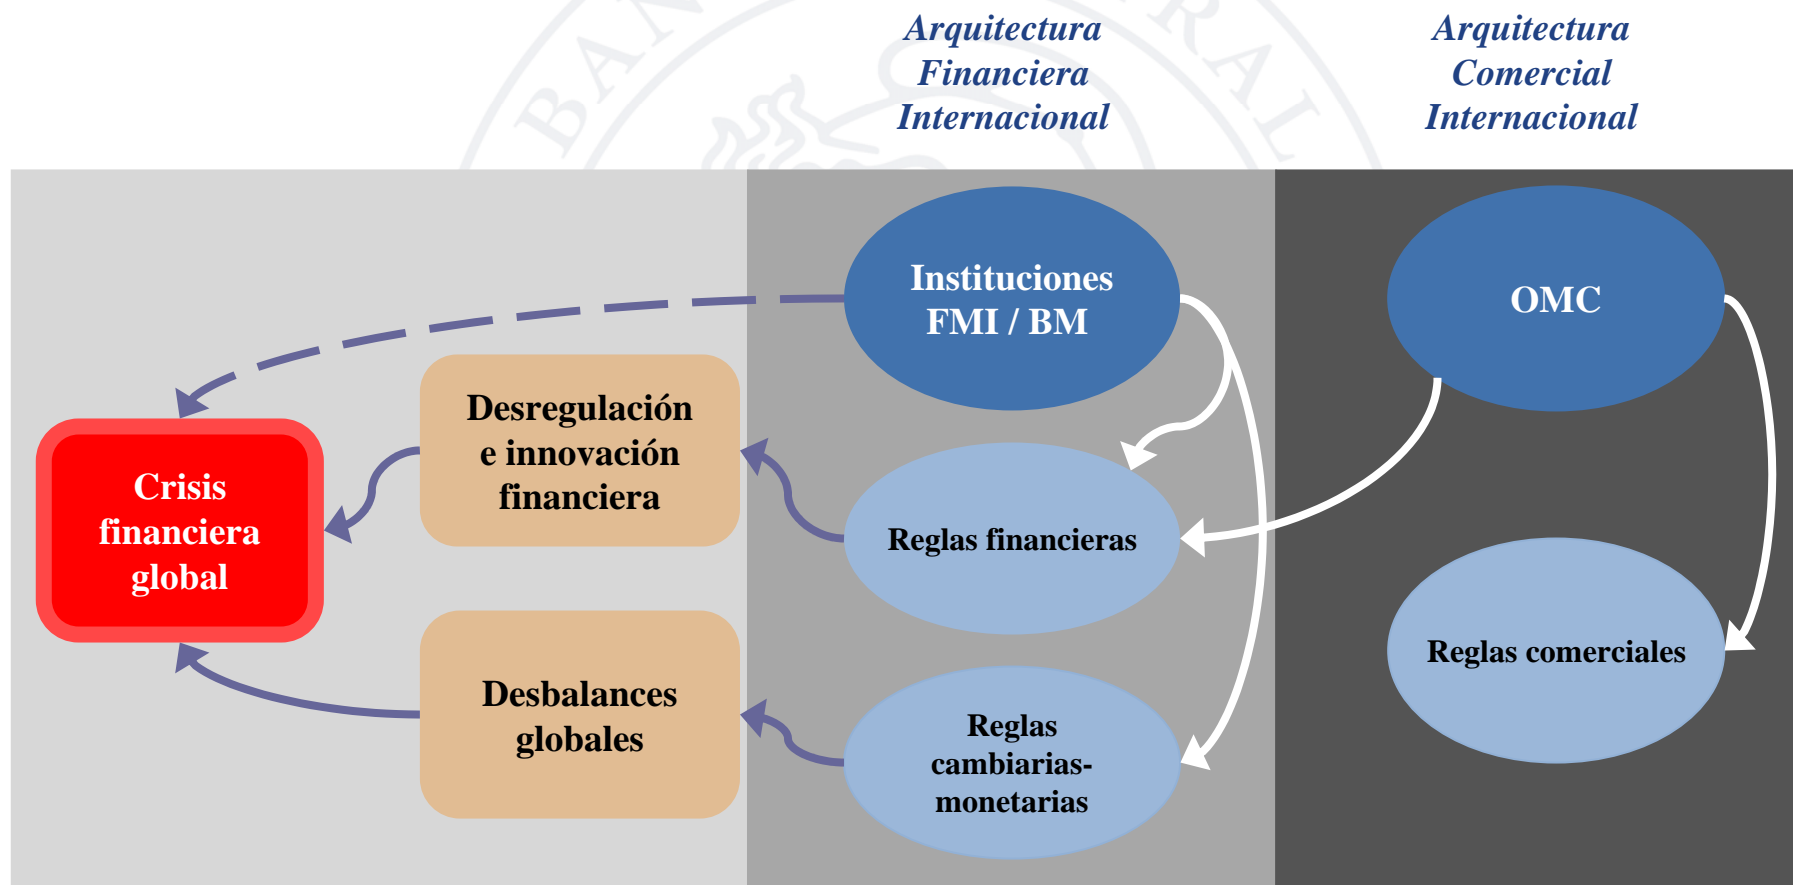 Arquitectura
Financiera
Internacional
Arquitectura
Comercial
Internacional
Instituciones
FMI / BM
OMC
Desregulación
e innovación
financiera
Crisis
financiera
global
Reglas financieras
Reglas comerciales
Desbalances
globales
Reglas
cambiarias-
monetarias